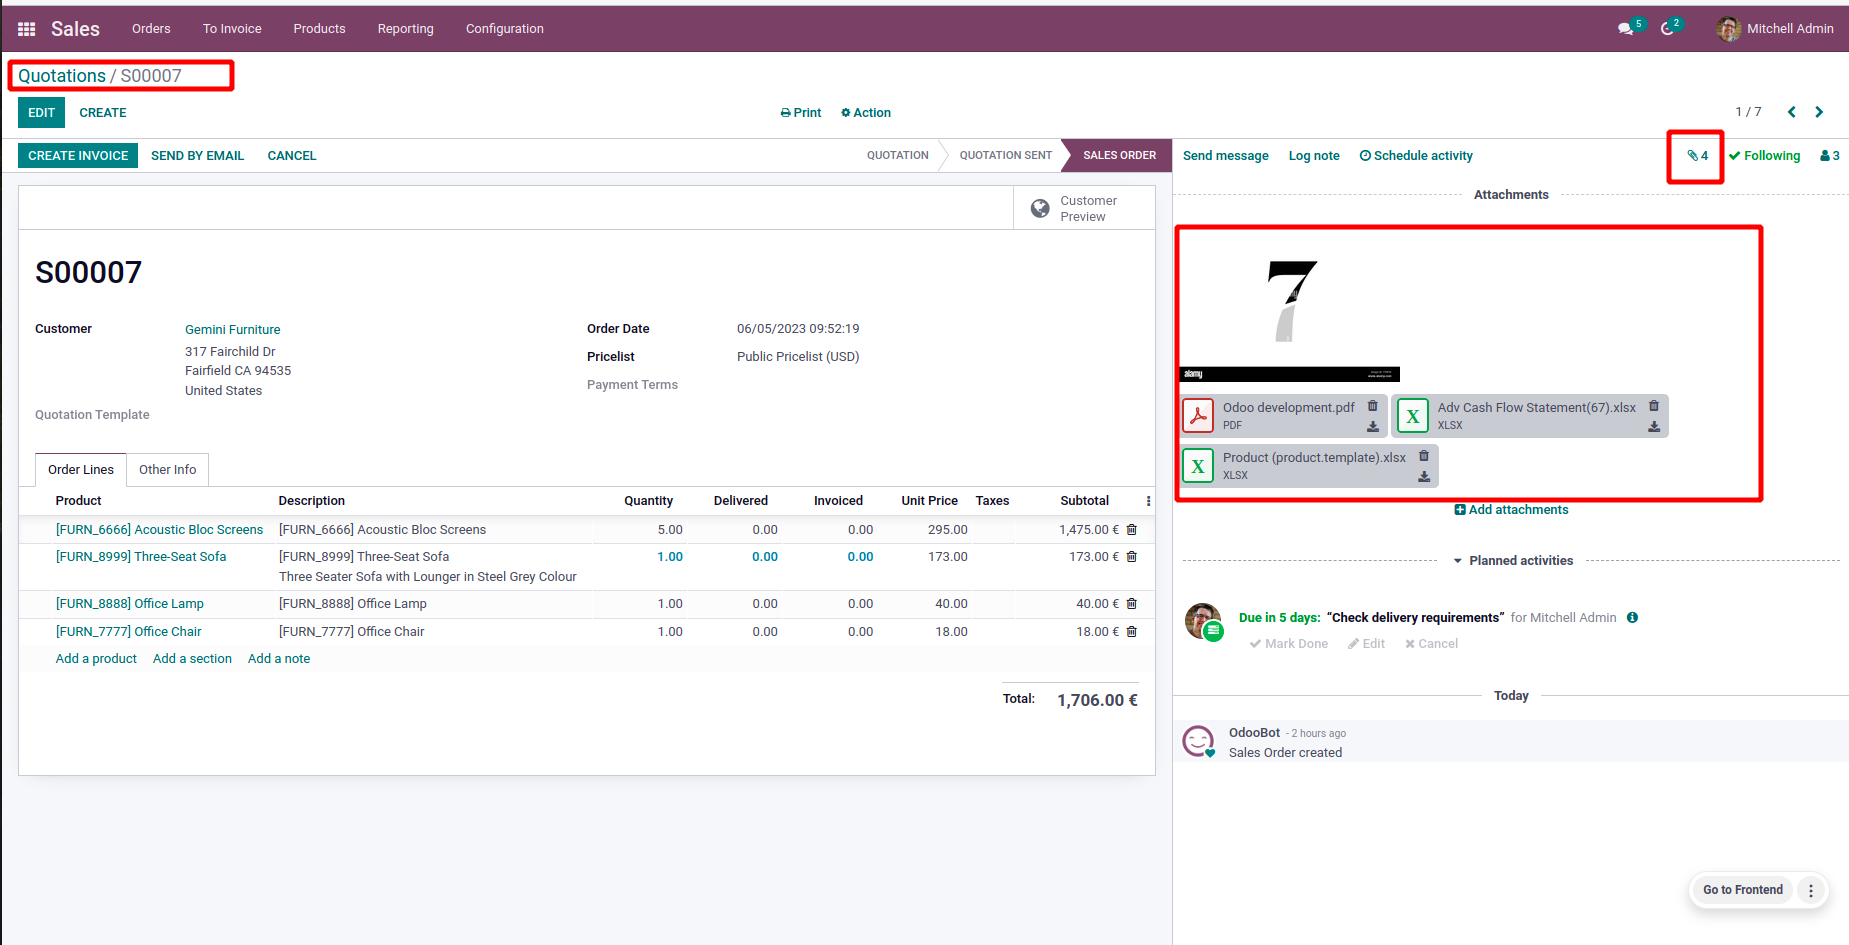 Sales Orders To Invoice Products Reporting Configuration 5 2 Mitchell Admin
Quotations / S00007
EDIT CREATE Print Action 1 / 7
CREATE INVOICE SEND BY EMAIL CANCEL QUOTATION QUOTATION SENT SALES ORDER
Send message Log note Schedule activity 4 Following 3
Customer
Preview
S00007
Customer Gemini Furniture
317 Fairchild Dr
Fairfield CA 94535
United States
Quotation Template
Order Date 06/05/2023 09:52:19
Pricelist Public Pricelist (USD)
Payment Terms
Order Lines Other Info
Product Description Quantity Delivered Invoiced Unit Price Taxes Subtotal
[FURN_6666] Acoustic Bloc Screens [FURN_6666] Acoustic Bloc Screens 5.00 0.00 0.00 295.00 1,475.00 €
[FURN_8999] Three-Seat Sofa [FURN_8999] Three-Seat Sofa 1.00 0.00 0.00 173.00 173.00 €
Three Seater Sofa with Lounger in Steel Grey Colour
[FURN_8888] Office Lamp [FURN_8888] Office Lamp 1.00 0.00 0.00 40.00 40.00 €
[FURN_7777] Office Chair [FURN_7777] Office Chair 1.00 0.00 0.00 18.00 18.00 €
Add a product Add a section Add a note
Total: 1,706.00 €
Attachments
7
alamy
Odoo development.pdf
PDF
X Adv Cash Flow Statement(67).xlsx
XLSX
X Product (product.template).xlsx
XLSX
Add attachments
Planned activities
Due in 5 days: “Check delivery requirements” for Mitchell Admin
Mark Done Edit Cancel
Today
OdooBot - 2 hours ago
Sales Order created
Go to Frontend